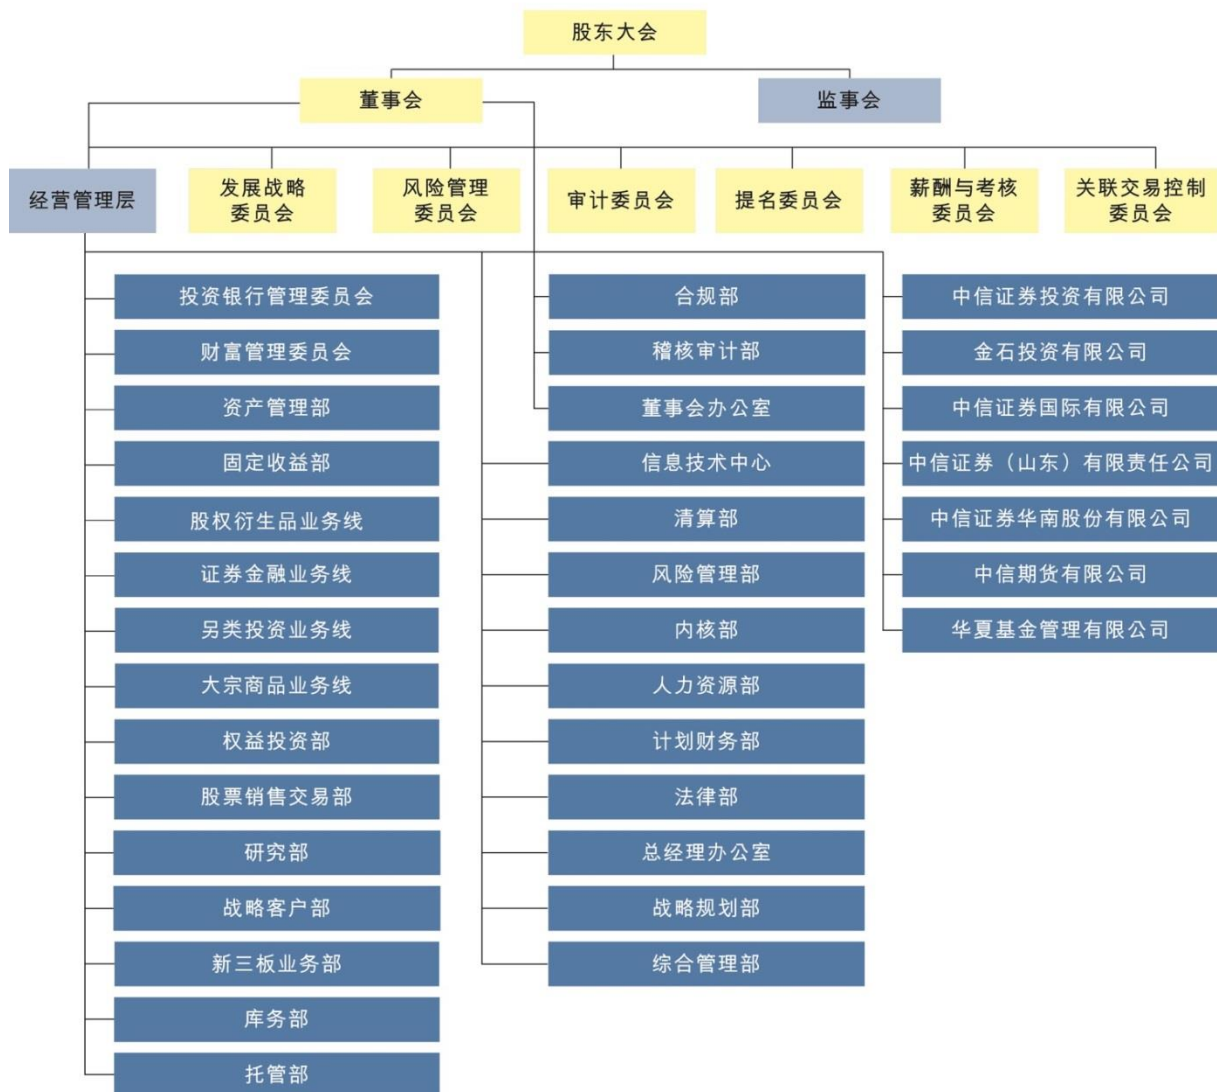 股东大会
董事会
监事会
经营管理层
发展战略
委员会
风险管理
委员会
审计委员会
提名委员会
薪酬与考核
委员会
关联交易控制
委员会
投资银行管理委员会
财富管理委员会
资产管理部
固定收益部
股权衍生品业务线
证券金融业务线
另类投资业务线
大宗商品业务线
权益投资部
股票销售交易部
研究部
战略客户部
新三板业务部
库务部
托管部
合规部
稽核审计部
董事会办公室
信息技术中心
清算部
风险管理部
内核部
人力资源部
计划财务部
法律部
总经理办公室
战略规划部
综合管理部
中信证券投资有限公司
金石投资有限公司
中信证券国际有限公司
中信证券（山东）有限责任公司
中信证券华南股份有限公司
中信期货有限公司
华夏基金管理有限公司